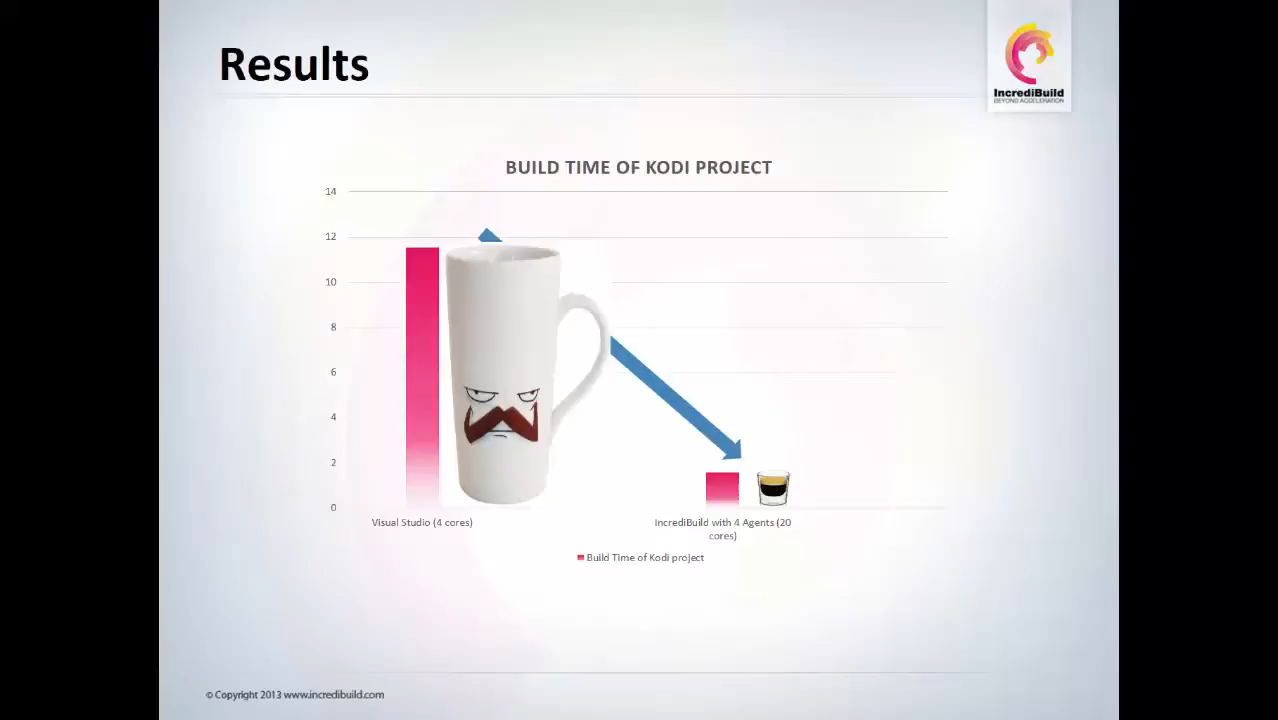 Results
IncrediBuild
BEYOND ACCELERATION
BUILD TIME OF KODI PROJECT
14
12
10
8
6
4
2
0
Visual Studio (4 cores)
IncrediBuild with 4 Agents (20
cores)
Build Time of Kodi project
© Copyright 2013 www.incredibuild.com